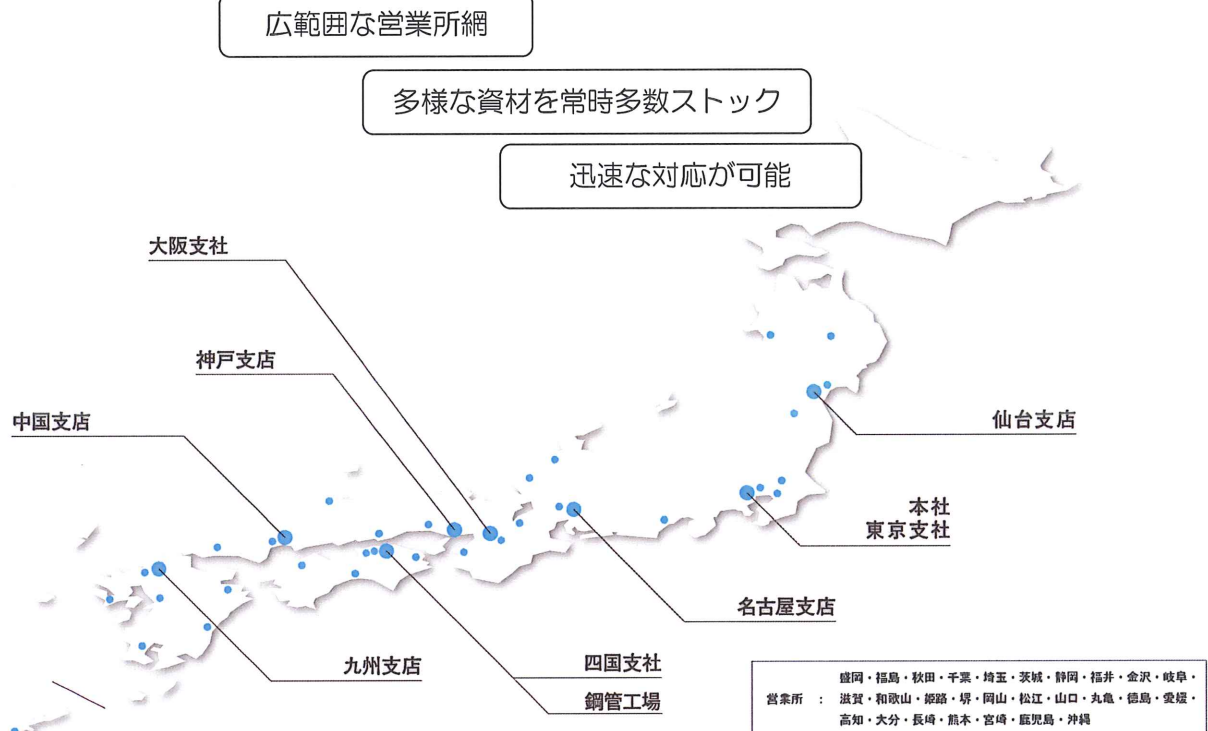 広範囲な営業所網
多様な資材を常時多数ストック
迅速な対応が可能
大阪支社
神戸支店
中国支店
仙台支店
本社
東京支社
名古屋支店
九州支店
四国支社
鋼管工場
営業所 : 盛岡・福島・秋田・千葉・埼玉・茨城・静岡・福井・金沢・岐阜・
滋賀・和歌山・姫路・堺・岡山・松江・山口・丸亀・徳島・愛媛・
高知・大分・長崎・熊本・宮崎・鹿児島・沖縄